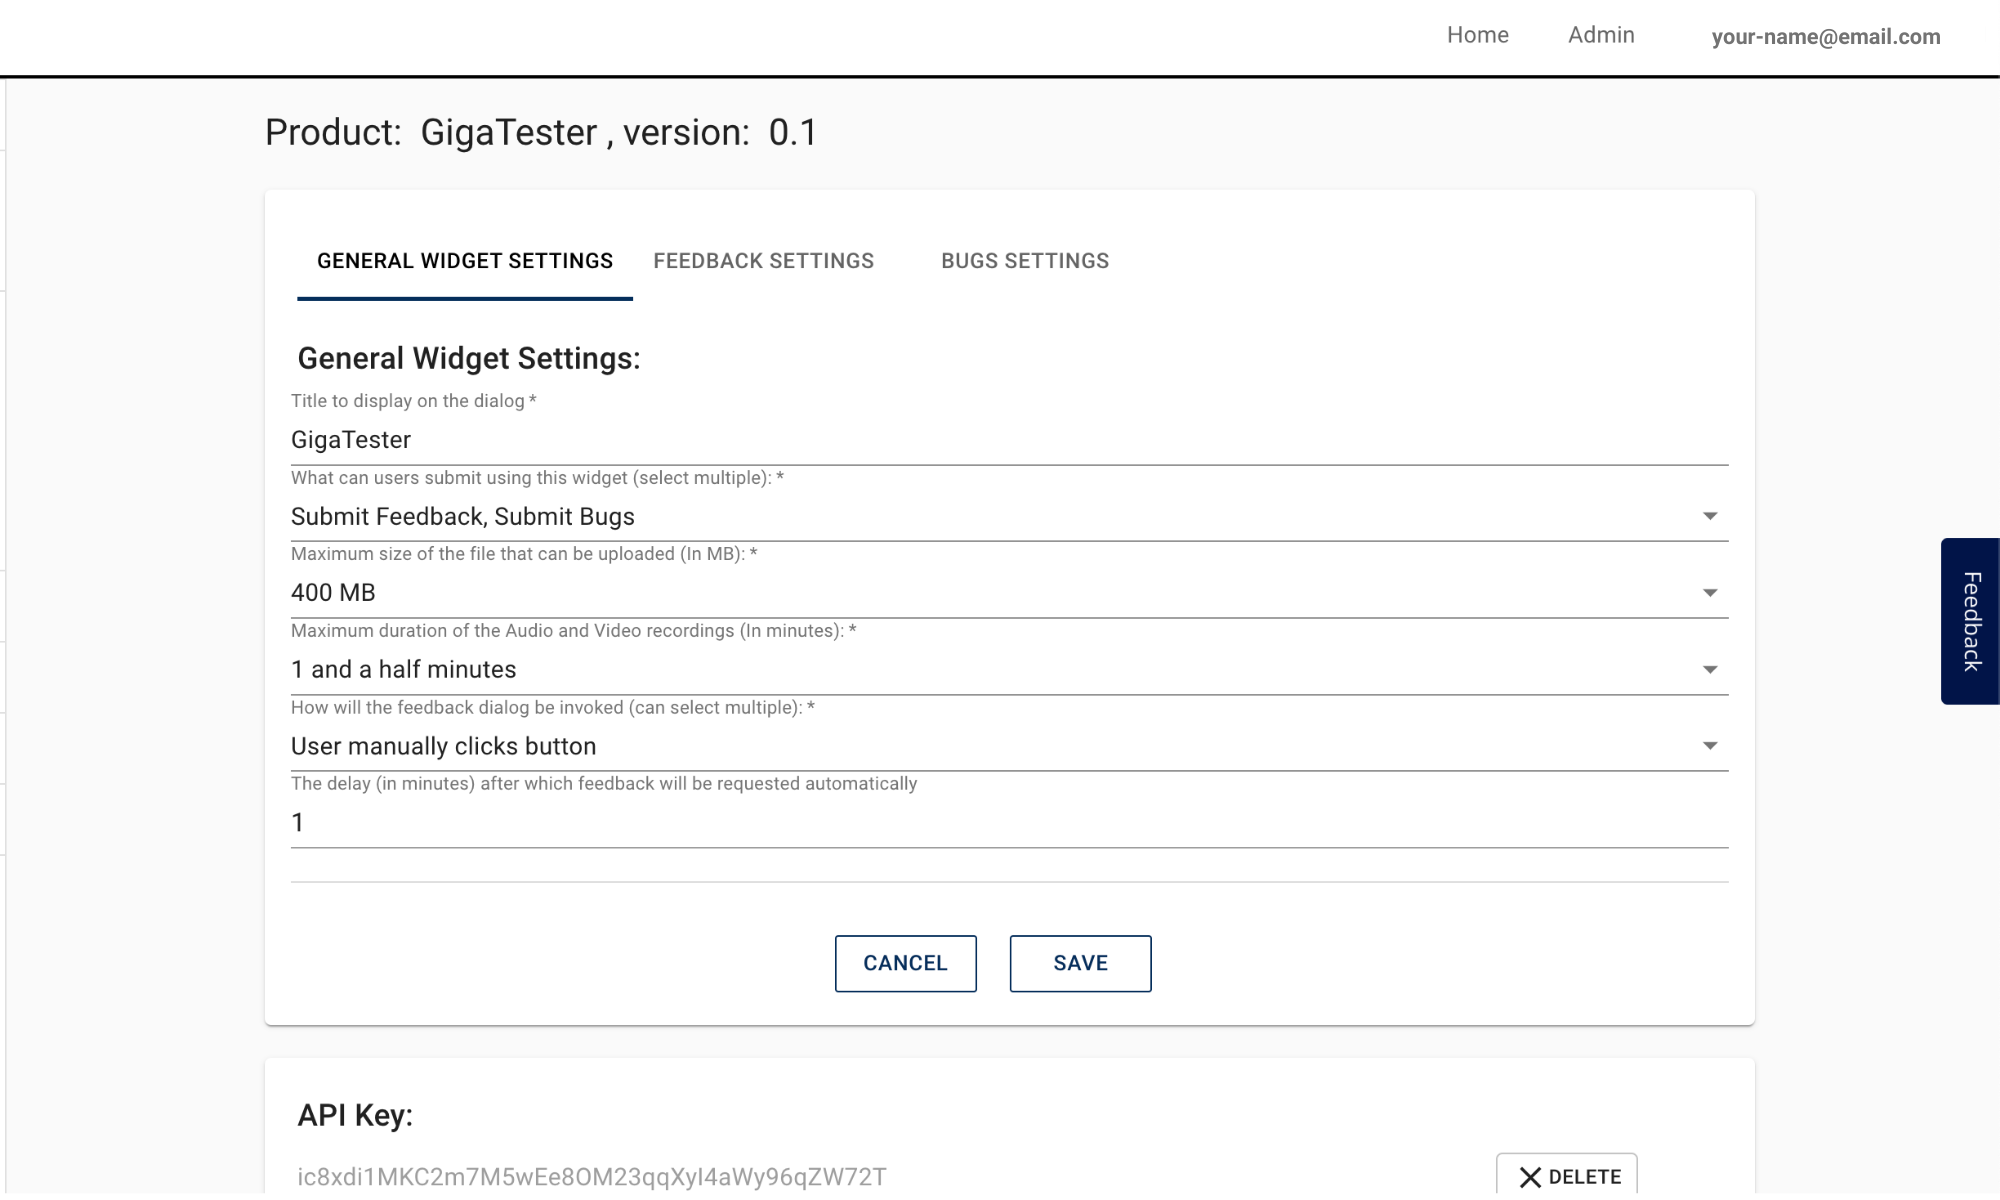 Home Admin your-name@email.com
Product: GigaTester , version: 0.1
GENERAL WIDGET SETTINGS FEEDBACK SETTINGS BUGS SETTINGS
General Widget Settings:
Title to display on the dialog *
GigaTester
What can users submit using this widget (select multiple): *
Submit Feedback, Submit Bugs
Maximum size of the file that can be uploaded (In MB): *
400 MB
Maximum duration of the Audio and Video recordings (In minutes): *
1 and a half minutes
How will the feedback dialog be invoked (can select multiple): *
User manually clicks button
The delay (in minutes) after which feedback will be requested automatically
1
CANCEL SAVE
Feedback
API Key:
ic8xdi1MKC2m7M5wEe8OM23qqXyI4aWy96qZW72T
DELETE